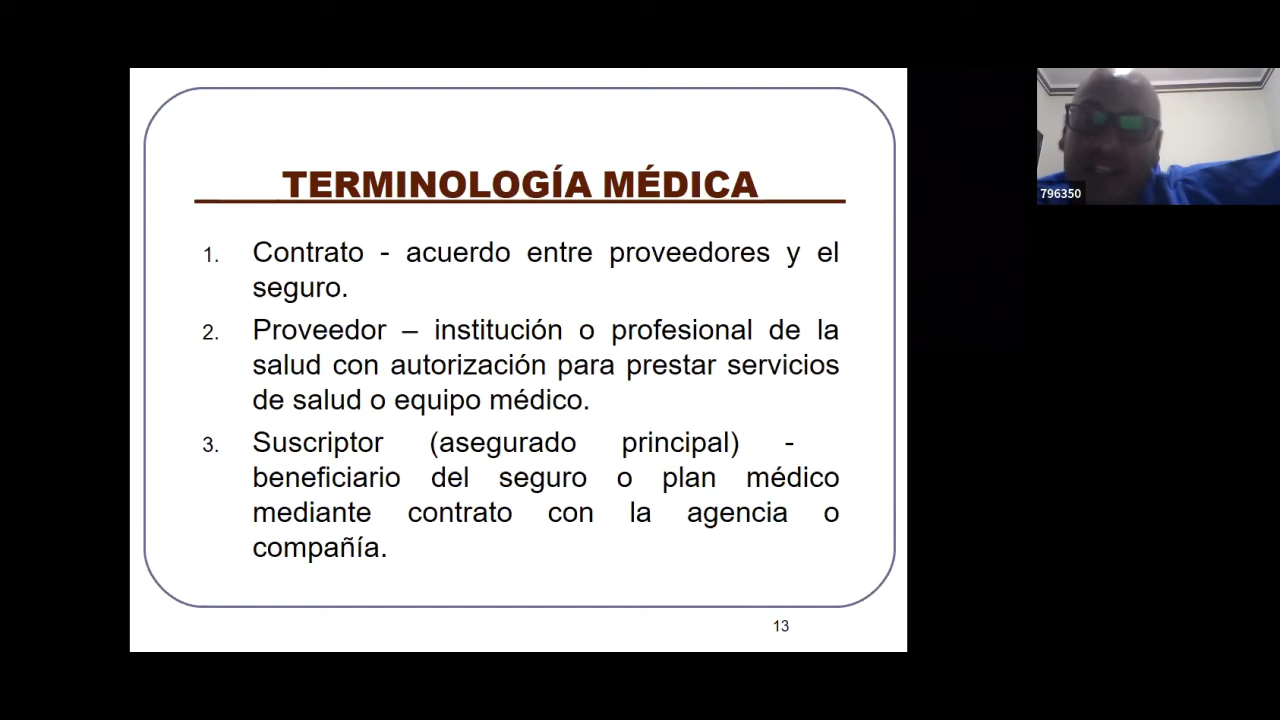 TERMINOLOGÍA MÉDICA
1. Contrato - acuerdo entre proveedores y el
seguro.
2. Proveedor – institución o profesional de la
salud con autorización para prestar servicios
de salud o equipo médico.
3. Suscriptor (asegurado principal) -
beneficiario del seguro o plan médico
mediante contrato con la agencia o
compañía.
13
796350